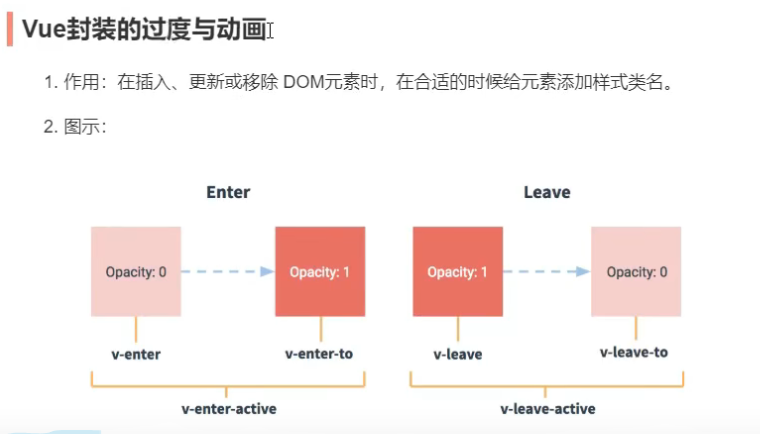 Vue封装的过度与动画
1. 作用：在插入、更新或移除 DOM元素时，在合适的时候给元素添加样式类名。
2. 图示：
Enter Leave
Opacity: 0 Opacity: 1 Opacity: 1 Opacity: 0
v-enter v-enter-to v-leave v-leave-to
v-enter-active v-leave-active